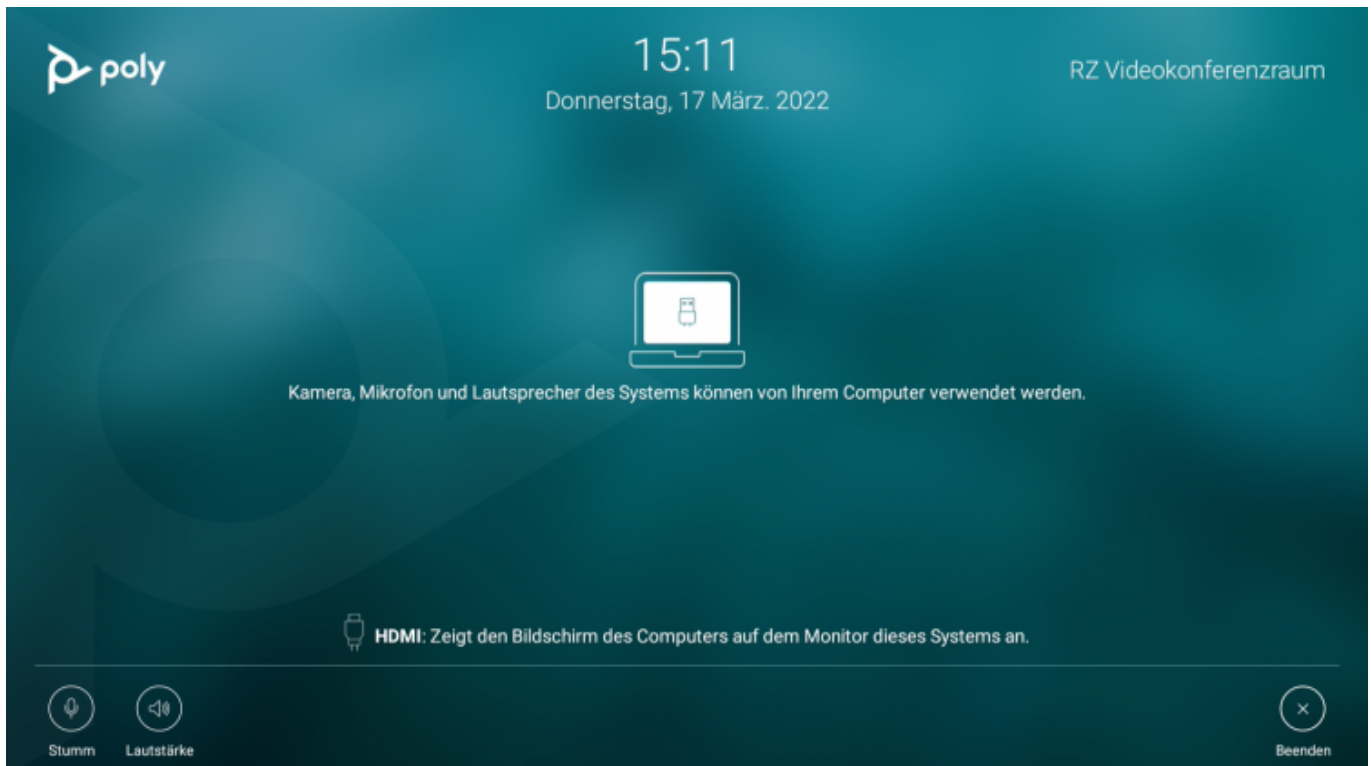 poly
15:11
Donnerstag, 17 März. 2022
RZ Videokonferenzraum
Kamera, Mikrofon und Lautsprecher des Systems können von Ihrem Computer verwendet werden.
HDMI: Zeigt den Bildschirm des Computers auf dem Monitor dieses Systems an.
Stumm
Lautstärke
Beenden